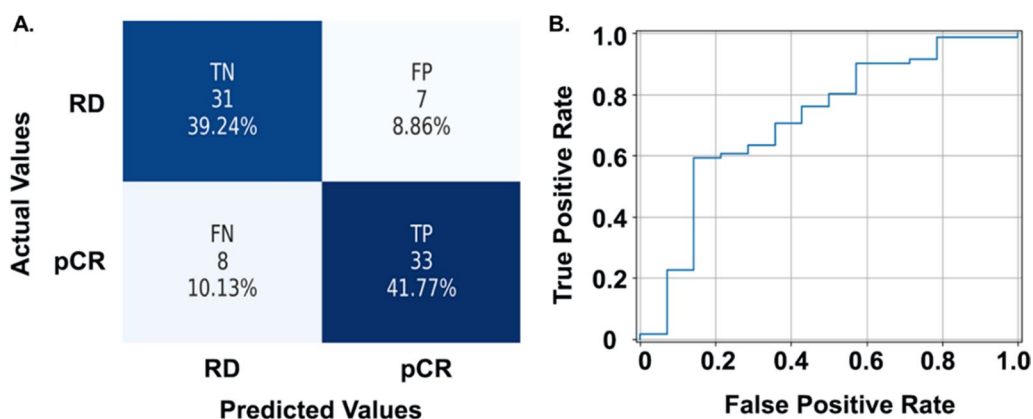 A.
TN
31
39.24%
FP
7
8.86%
FN
8
10.13%
TP
33
41.77%
RD
pCR
Actual Values
RD
pCR
Predicted Values
B.
1.0
0.8
0.6
0.4
0.2
0
True Positive Rate
0
0.2
0.4
0.6
0.8
1.0
False Positive Rate